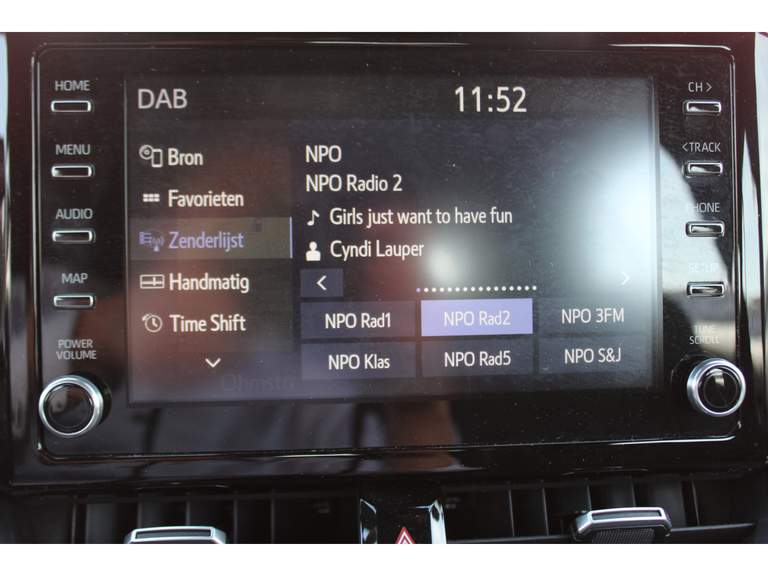 HOME
MENU
AUDIO
MAP
POWER
VOLUME
DAB
11:52
Bron
Favorieten
Zenderlijst
Handmatig
Time Shift
NPO
NPO Radio 2
Girls just want to have fun
Cyndi Lauper
<
>
NPO Rad1
NPO Rad2
NPO 3FM
NPO Klas
NPO Rad5
NPO S&J
CH >
< TRACK
PHONE
SETUP
TUNE
SCROLL